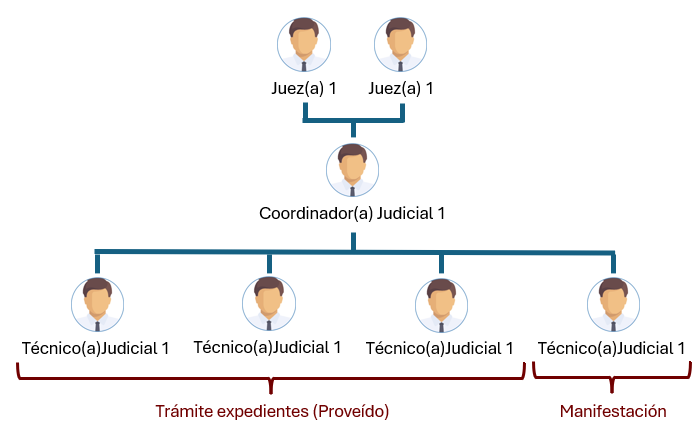 Juez(a) 1
Juez(a) 1
Coordinador(a) Judicial 1
Técnico(a)Judicial 1
Técnico(a)Judicial 1
Técnico(a)Judicial 1
Técnico(a)Judicial 1
Trámite expedientes (Proveído)
Manifestación